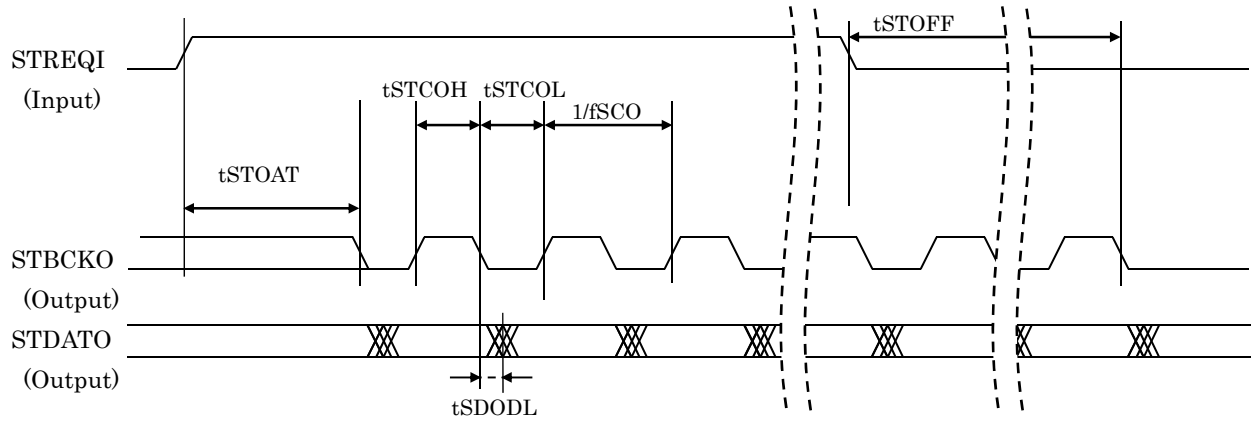 tSTOFF
STREQI
(Input)
tSTCOH
tSTCOL
1/fSCO
tSTOAT
STBCKO
(Output)
STDATO
(Output)
tSDODL